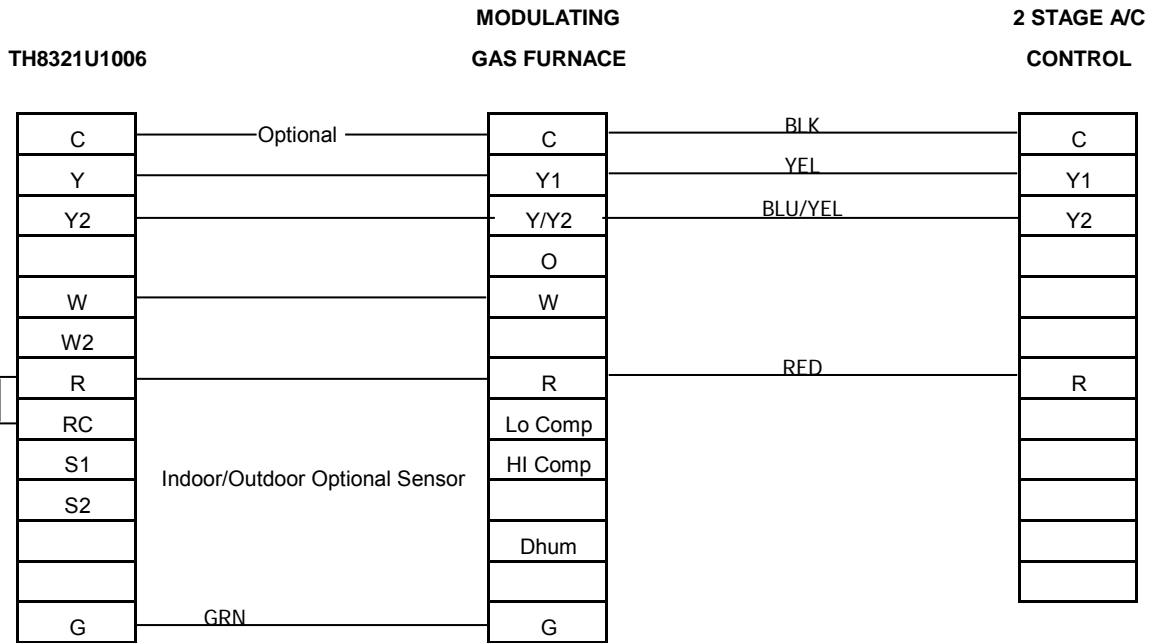 MODULATING 2 STAGE A/C
TH8321U1006 GAS FURNACE CONTROL
C Optional C BLK C
Y Y1 YEL Y1
Y2 Y/Y2 BLU/YEL Y2
O
W W
W2
R R RED R
RC Lo Comp
S1 HI Comp
Indoor/Outdoor Optional Sensor
S2
Dhum
G GRN G